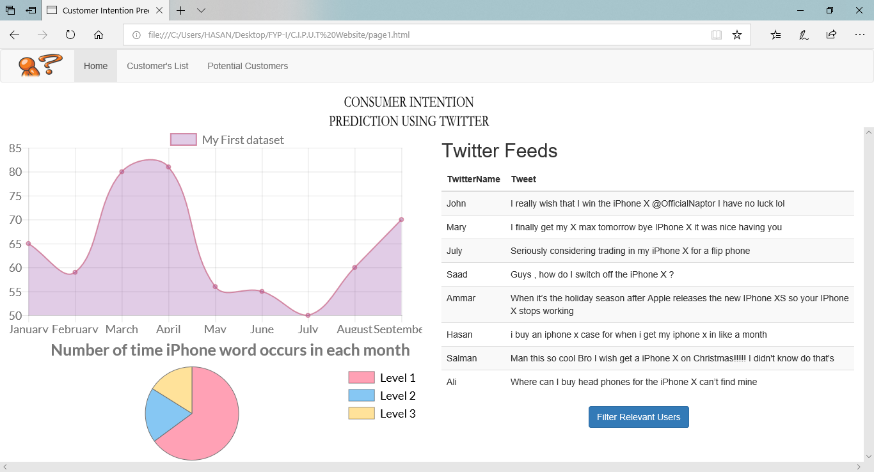 Customer Intention Pre
file:///C:/Users/HASAN/Desktop/FYP-I/C.I.P.U.T%20Website/page1.html
Home Customer's List Potential Customers
CONSUMER INTENTION
PREDICTION USING TWITTER
My First dataset
85
80
75
70
65
60
55
50
January February March April May June July August Septembe
Number of time iPhone word occurs in each month
Level 1
Level 2
Level 3
Twitter Feeds
TwitterName Tweet
John I really wish that I win the iPhone X @OfficialNaptor I have no luck lol
Mary I finally get my X max tomorrow bye IPhone X it was nice having you
July Seriously considering trading in my iPhone X for a flip phone
Saad Guys , how do I switch off the iPhone X ?
Ammar When it's the holiday season after Apple releases the new IPhone XS so your IPhone
X stops working
Hasan i buy an iphone x case for when i get my iphone x in like a month
Salman Man this so cool Bro I wish get a iPhone X on Christmas!!!!! I didn't know do that's
Ali Where can I buy head phones for the iPhone X can't find mine
Filter Relevant Users